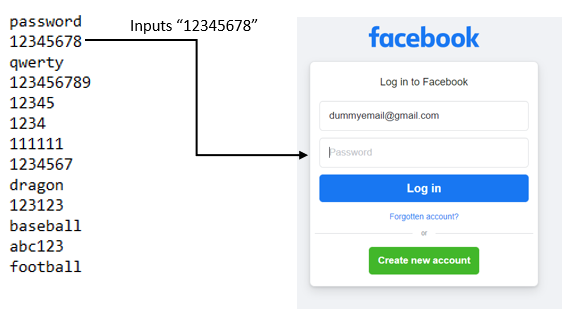 password
12345678
qwerty
123456789
12345
1234
111111
1234567
dragon
123123
baseball
abc123
football
Inputs “12345678”
facebook
Log in to Facebook
dummyemail@gmail.com
Password
Log in
Forgotten account?
or
Create new account